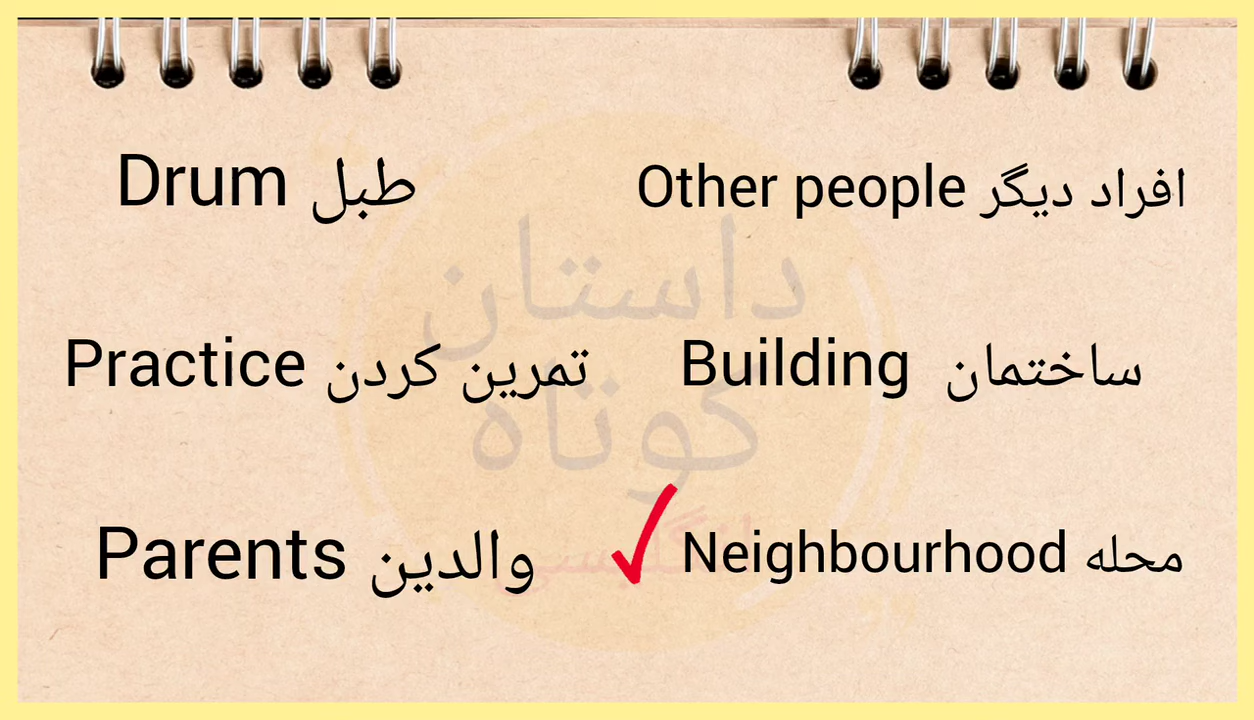 Drum طبل
Other people افراد دیگر
داستان
Practice تمرین کردن
Building ساختمان
کوتاه
Parents والدین
Neighbourhood محله